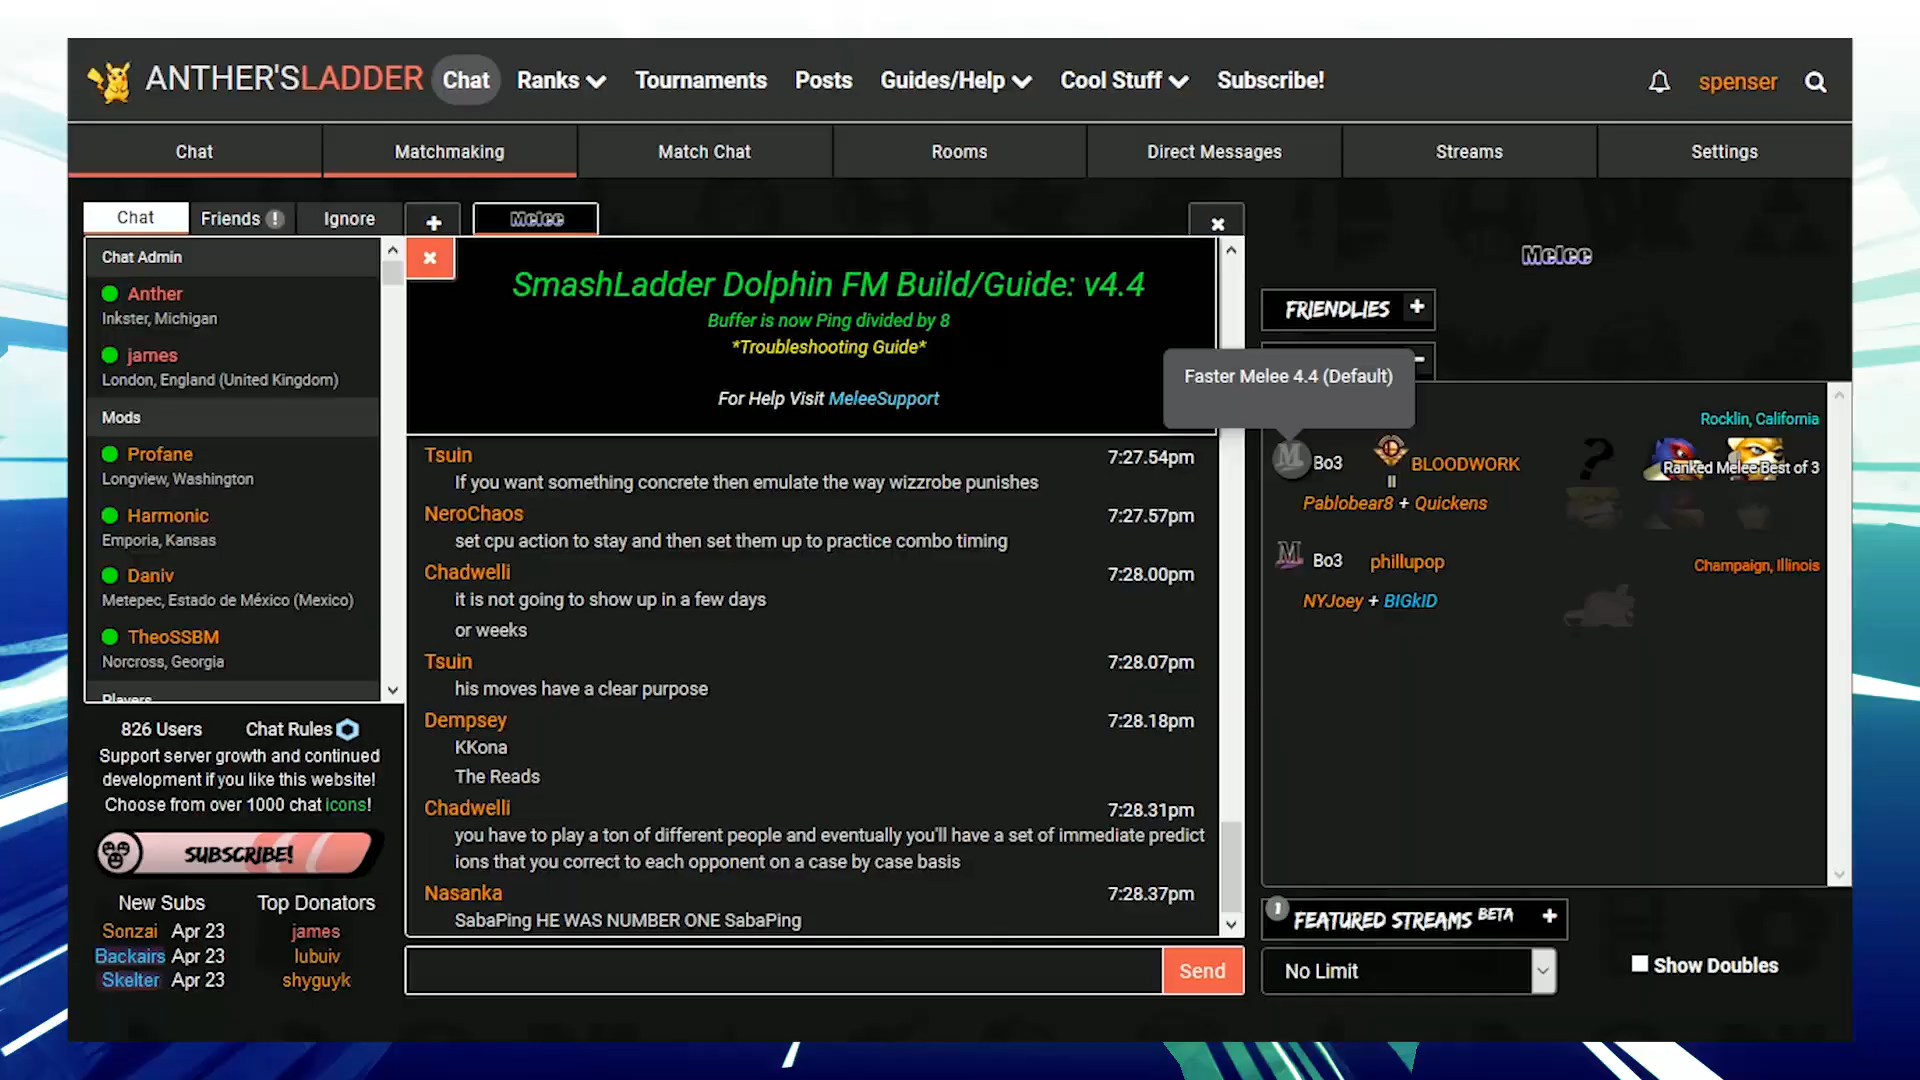 ANTHER'SLADDER Chat Ranks Tournaments Posts Guides/Help Cool Stuff Subscribe! spenser
Chat Matchmaking Match Chat Rooms Direct Messages Streams Settings
Chat Friends ! Ignore + Melee
Chat Admin
Anther
Inkster, Michigan
james
London, England (United Kingdom)
Mods
Profane
Longview, Washington
Harmonic
Emporia, Kansas
Daniv
Metepec, Estado de México (Mexico)
TheoSSBM
Norcross, Georgia
Players
826 Users Chat Rules
Support server growth and continued
development if you like this website!
Choose from over 1000 chat icons!
SUBSCRIBE!
New Subs Top Donators
Sonzai Apr 23 james
Backairs Apr 23 lubuiv
Skelter Apr 23 shyguyk
SmashLadder Dolphin FM Build/Guide: v4.4
Buffer is now Ping divided by 8
*Troubleshooting Guide*
For Help Visit MeleeSupport
Tsuin 7:27.54pm
If you want something concrete then emulate the way wizzrobe punishes
NeroChaos 7:27.57pm
set cpu action to stay and then set them up to practice combo timing
Chadwelli 7:28.00pm
it is not going to show up in a few days
or weeks
Tsuin 7:28.07pm
his moves have a clear purpose
Dempsey 7:28.18pm
KKona
The Reads
Chadwelli 7:28.31pm
you have to play a ton of different people and eventually you'll have a set of immediate predict
ions that you correct to each opponent on a case by case basis
Nasanka 7:28.37pm
SabaPing HE WAS NUMBER ONE SabaPing
Send
Melee
FRIENDLIES +
Faster Melee 4.4 (Default)
Rocklin, California
M Bo3 BLOODWORK
II
Ranked Melee Best of 3
Pablobear8 + Quickens
M Bo3 phillupop Champaign, Illinois
NYJoey + BIGkID
1 FEATURED STREAMS BETA +
No Limit Show Doubles